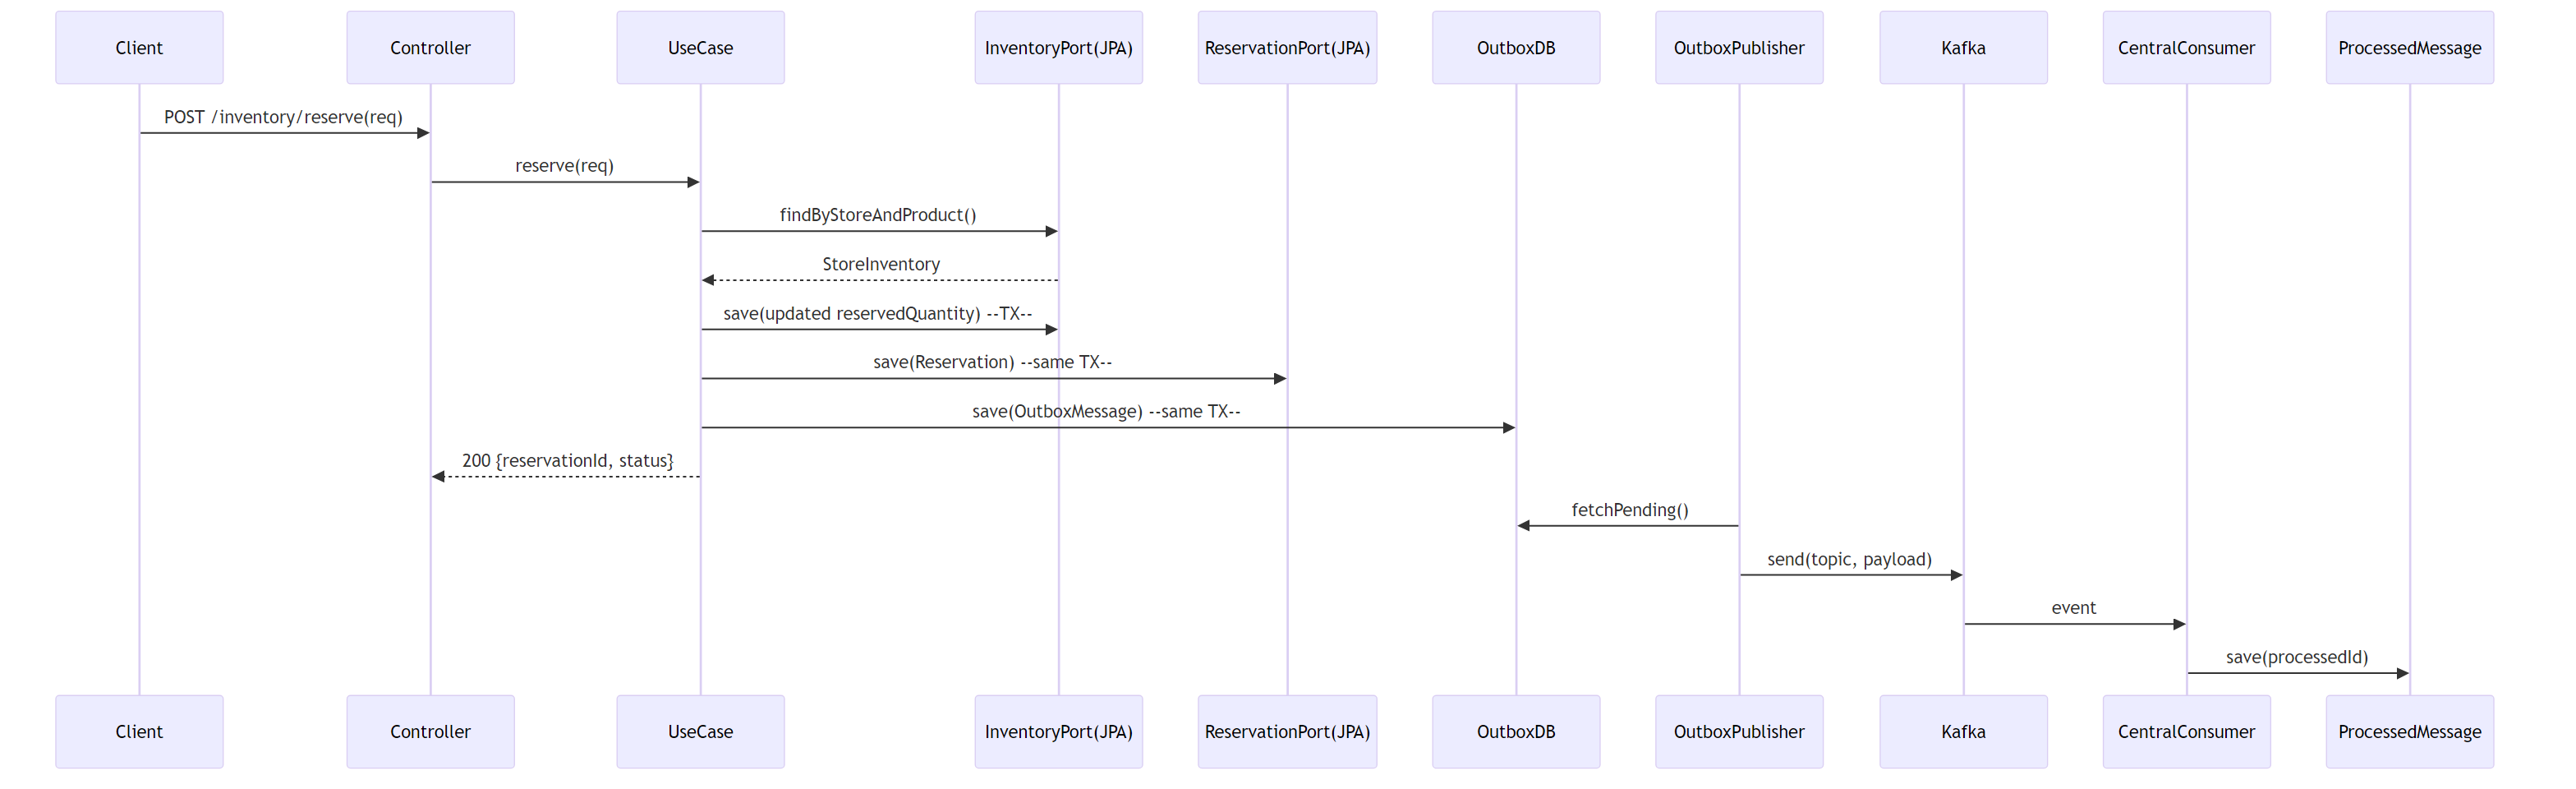 Client
Controller
UseCase
InventoryPort(JPA)
ReservationPort(JPA)
OutboxDB
OutboxPublisher
Kafka
CentralConsumer
ProcessedMessage
POST /inventory/reserve(req)
reserve(req)
findByStoreAndProduct()
StoreInventory
save(updated reservedQuantity) --TX--
save(Reservation) --same TX--
save(OutboxMessage) --same TX--
200 {reservationId, status}
fetchPending()
send(topic, payload)
event
save(processedId)
Client
Controller
UseCase
InventoryPort(JPA)
ReservationPort(JPA)
OutboxDB
OutboxPublisher
Kafka
CentralConsumer
ProcessedMessage